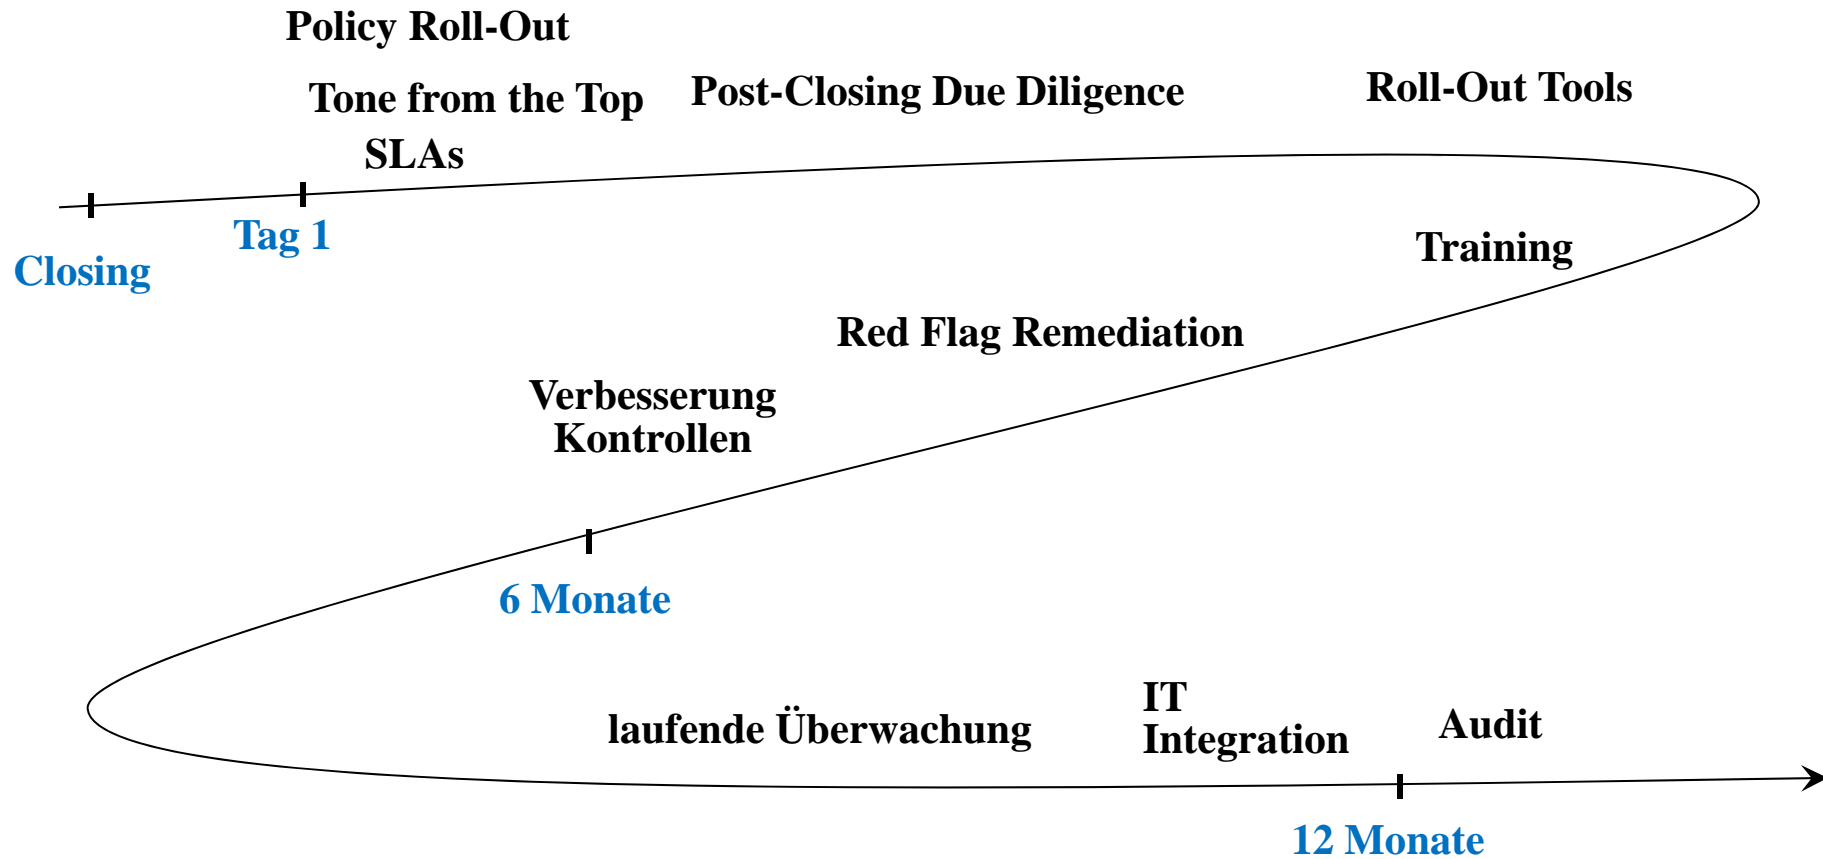 Policy Roll-Out
Tone from the Top
SLAs
Post-Closing Due Diligence
Roll-Out Tools
Closing
Tag 1
Training
Red Flag Remediation
Verbesserung
Kontrollen
6 Monate
laufende Überwachung
IT
Integration
Audit
12 Monate